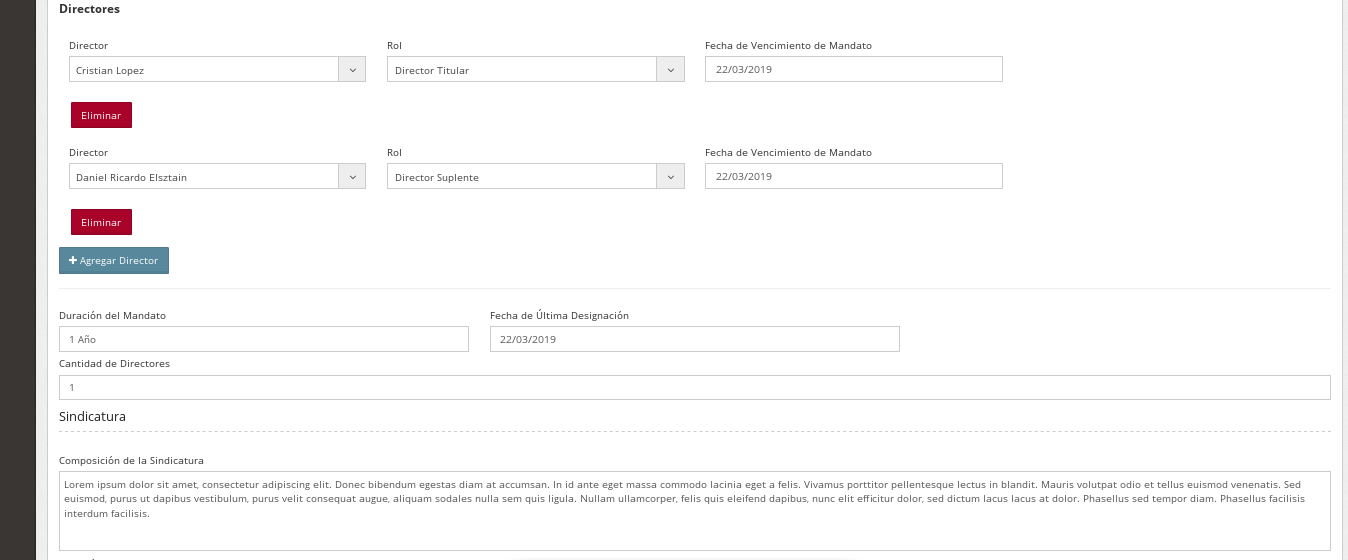 Directores
Director Rol Fecha de Vencimiento de Mandato
Cristian Lopez Director Titular 22/03/2019
Eliminar
Director Rol Fecha de Vencimiento de Mandato
Daniel Ricardo Elsztain Director Suplente 22/03/2019
Eliminar
+ Agregar Director
Duración del Mandato Fecha de Última Designación
1 Año 22/03/2019
Cantidad de Directores
1
Sindicatura
Composición de la Sindicatura
Lorem ipsum dolor sit amet, consectetur adipiscing elit. Donec bibendum egestas diam at accumsan. In id ante eget massa commodo lacinia eget a felis. Vivamus porttitor pellentesque lectus in blandit. Mauris volutpat odio et tellus euismod venenatis. Sed
euismod, purus ut dapibus vestibulum, purus velit consequat augue, aliquam sodales nulla sem quis ligula. Nullam ullamcorper, felis quis eleifend dapibus, nunc elit efficitur dolor, sed dictum lacus lacus at dolor. Phasellus sed tempor diam. Phasellus facilisis
interdum facilisis.